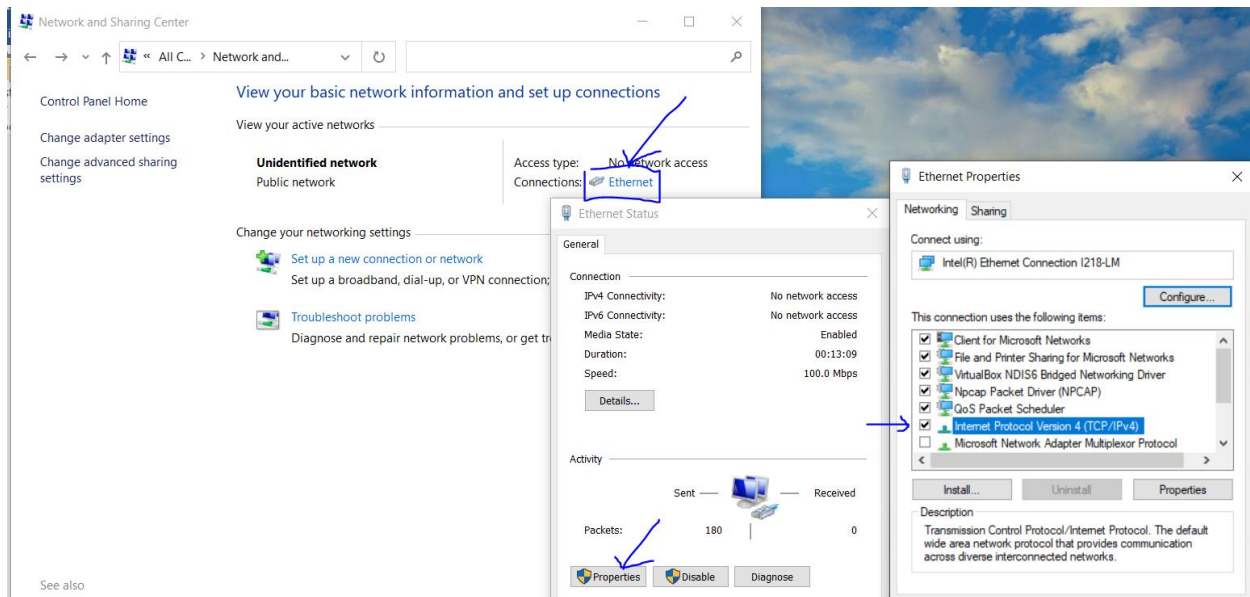 Network and Sharing Center
« All C... > Network and...
Control Panel Home
Change adapter settings
Change advanced sharing
settings
See also
View your basic network information and set up connections
View your active networks
Unidentified network
Public network
Access type: No network access
Connections: Ethernet
Change your networking settings
Set up a new connection or network
Set up a broadband, dial-up, or VPN connection;
Troubleshoot problems
Diagnose and repair network problems, or get tr
Ethernet Status
General
Connection
IPv4 Connectivity: No network access
IPv6 Connectivity: No network access
Media State: Enabled
Duration: 00:13:09
Speed: 100.0 Mbps
Details...
Activity
Sent Received
Packets: 180 0
Properties Disable Diagnose
Ethernet Properties
Networking Sharing
Connect using:
Intel(R) Ethernet Connection I218-LM
Configure...
This connection uses the following items:
Client for Microsoft Networks
File and Printer Sharing for Microsoft Networks
VirtualBox NDIS6 Bridged Networking Driver
Npcap Packet Driver (NPCAP)
QoS Packet Scheduler
Internet Protocol Version 4 (TCP/IPv4)
Microsoft Network Adapter Multiplexor Protocol
Install... Uninstall Properties
Description
Transmission Control Protocol/Internet Protocol. The default
wide area network protocol that provides communication
across diverse interconnected networks.